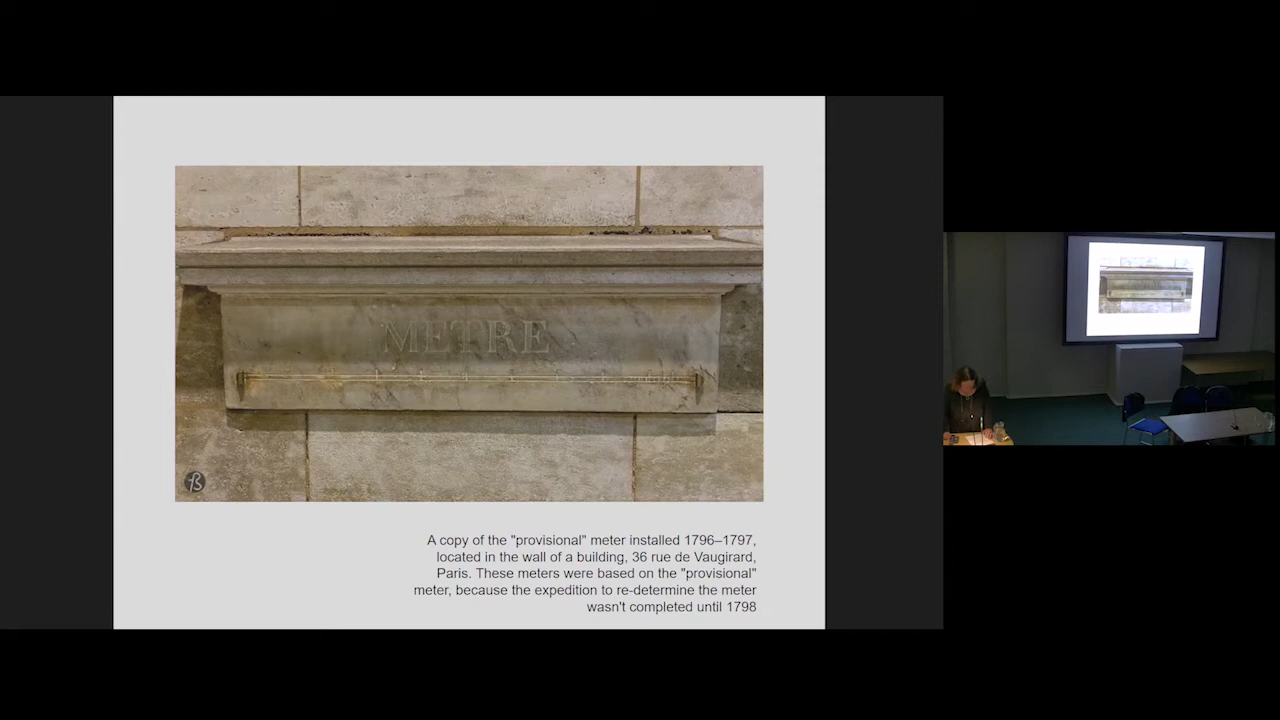 METRE
ß
A copy of the "provisional" meter installed 1796–1797,
located in the wall of a building, 36 rue de Vaugirard,
Paris. These meters were based on the "provisional"
meter, because the expedition to re-determine the meter
wasn't completed until 1798